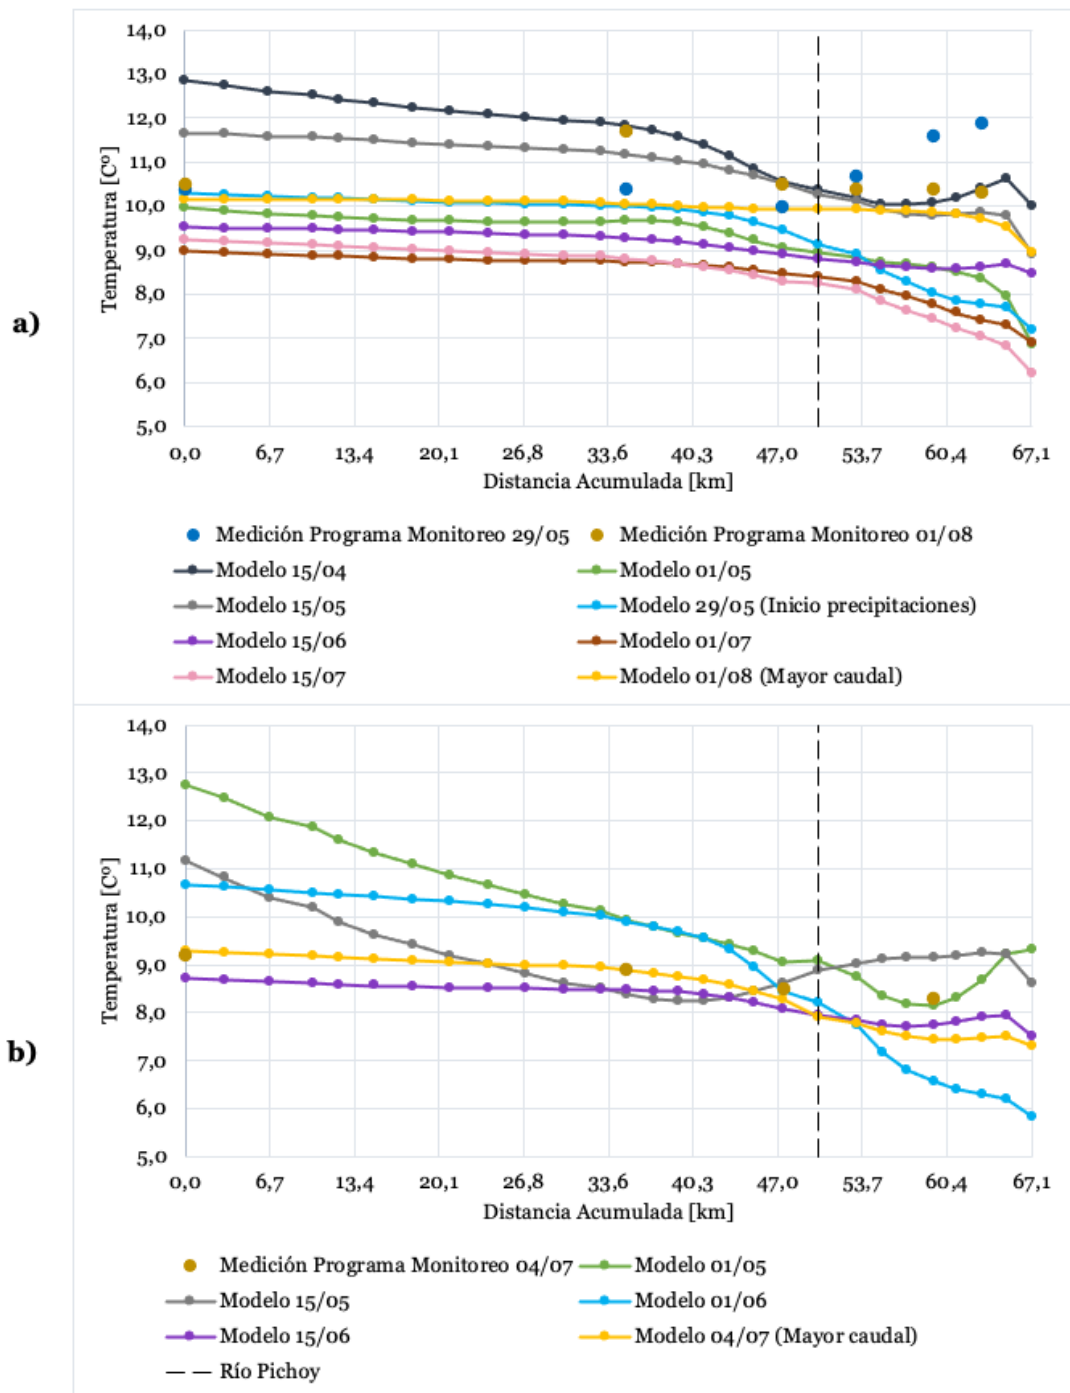 a)
Temperatura [Cº]
14,0
13,0
12,0
11,0
10,0
9,0
8,0
7,0
6,0
5,0
0,0 6,7 13,4 20,1 26,8 33,6 40,3 47,0 53,7 60,4 67,1
Distancia Acumulada [km]
Medición Programa Monitoreo 29/05 Medición Programa Monitoreo 01/08
Modelo 15/04 Modelo 01/05
Modelo 15/05 Modelo 29/05 (Inicio precipitaciones)
Modelo 15/06 Modelo 01/07
Modelo 15/07 Modelo 01/08 (Mayor caudal)
b)
Temperatura [Cº]
14,0
13,0
12,0
11,0
10,0
9,0
8,0
7,0
6,0
5,0
0,0 6,7 13,4 20,1 26,8 33,6 40,3 47,0 53,7 60,4 67,1
Distancia Acumulada [km]
Medición Programa Monitoreo 04/07 Modelo 01/05
Modelo 15/05 Modelo 01/06
Modelo 15/06 Modelo 04/07 (Mayor caudal)
Río Pichoy